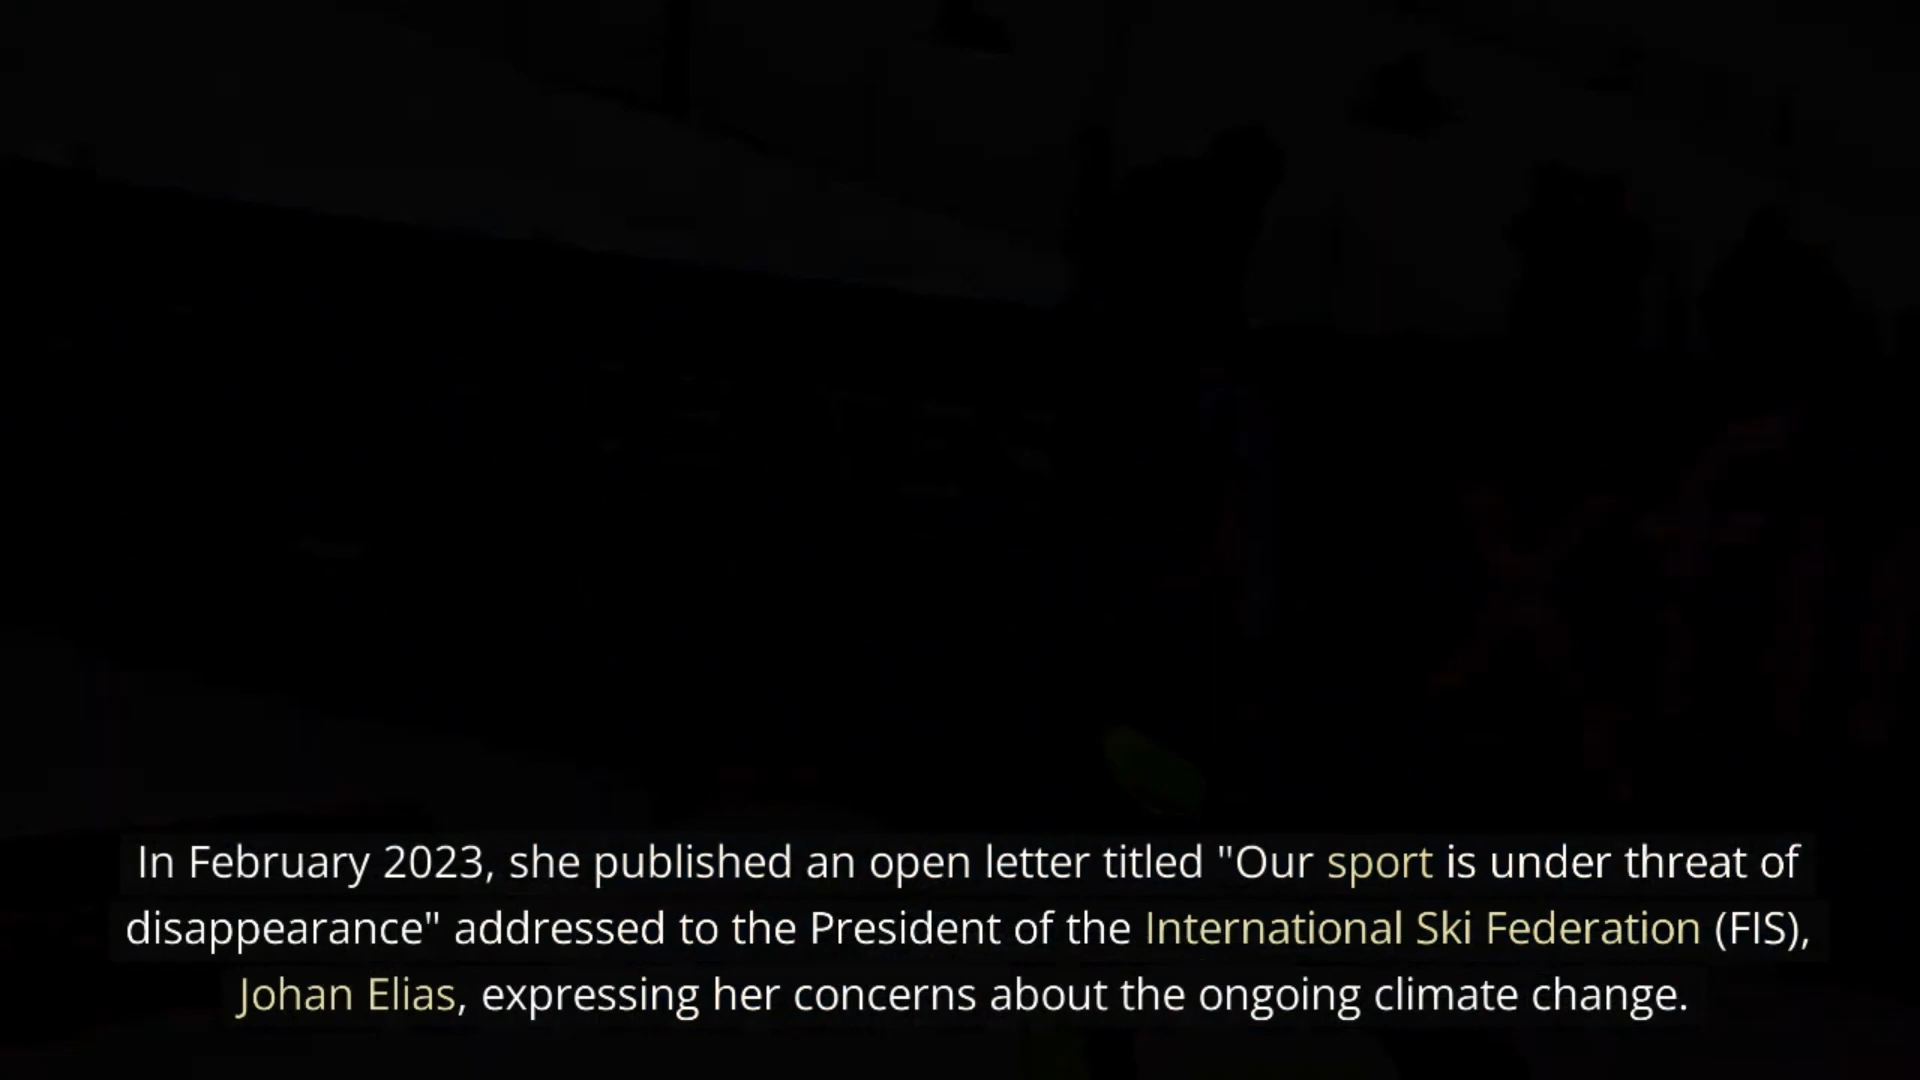 In February 2023, she published an open letter titled "Our sport is under threat of
disappearance" addressed to the President of the International Ski Federation (FIS),
Johan Elias, expressing her concerns about the ongoing climate change.